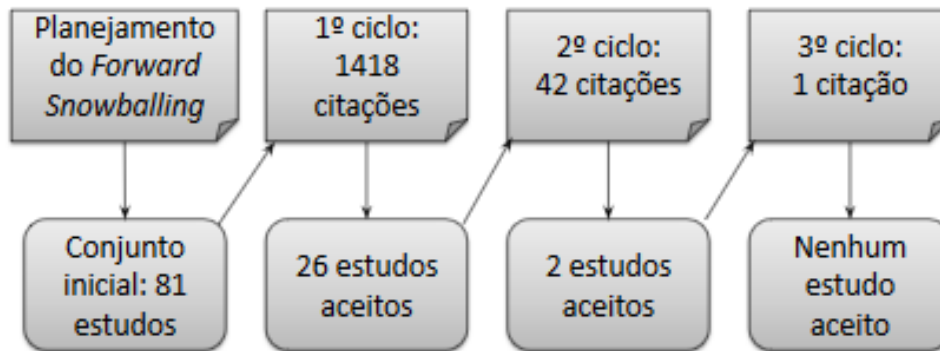 Planejamento
do Forward
Snowballing
1º ciclo:
1418
citações
2º ciclo:
42 citações
3º ciclo:
1 citação
Conjunto
inicial: 81
estudos
26 estudos
aceitos
2 estudos
aceitos
Nenhum
estudo
aceito